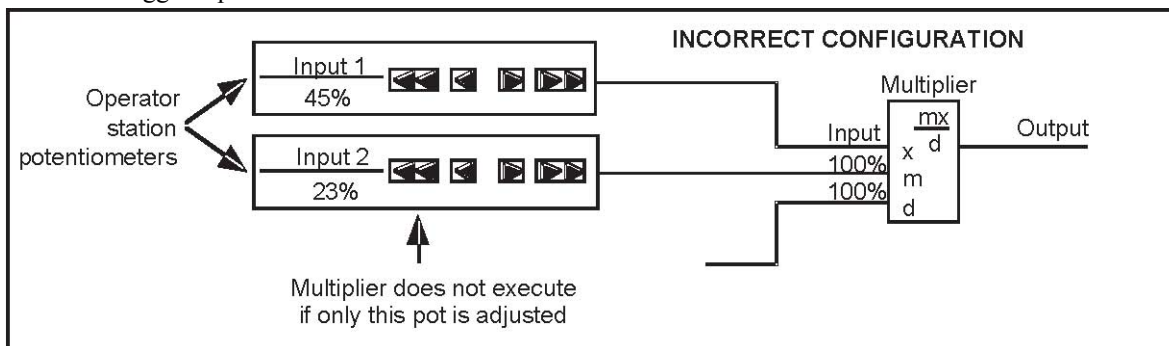 INCORRECT CONFIGURATION
Operator
station
potentiometers
Input 1
45%
Input 2
23%
Multiplier does not execute
if only this pot is adjusted
Multiplier
mx
d
Input
x
100%
m
100%
d
Output